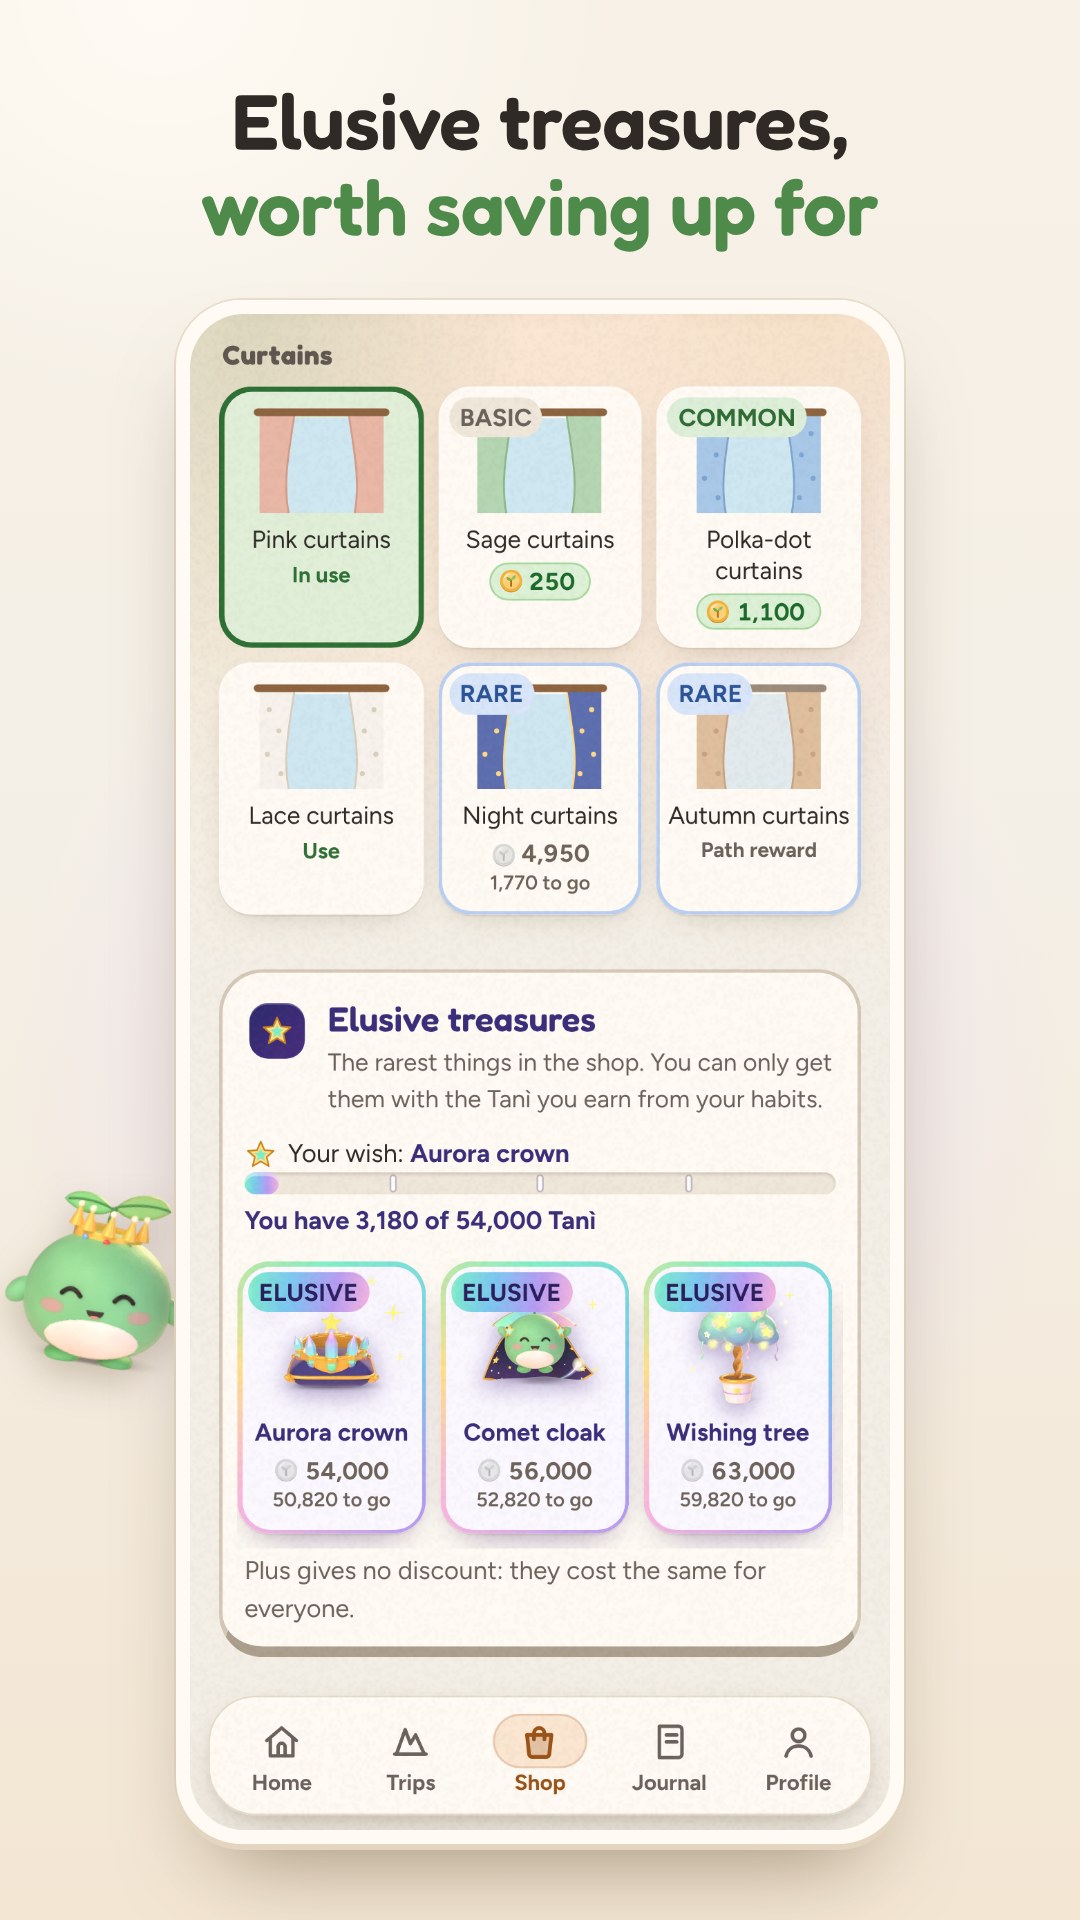 Elusive treasures,
worth saving up for
Curtains
Pink curtains
In use
BASIC
Sage curtains
250
COMMON
Polka-dot
curtains
1,100
Lace curtains
Use
RARE
Night curtains
4,950
1,770 to go
RARE
Autumn curtains
Path reward
Elusive treasures
The rarest things in the shop. You can only get
them with the Tanì you earn from your habits.
Your wish: Aurora crown
You have 3,180 of 54,000 Tanì
ELUSIVE
Aurora crown
54,000
50,820 to go
ELUSIVE
Comet cloak
56,000
52,820 to go
ELUSIVE
Wishing tree
63,000
59,820 to go
Plus gives no discount: they cost the same for
everyone.
Home
Trips
Shop
Journal
Profile